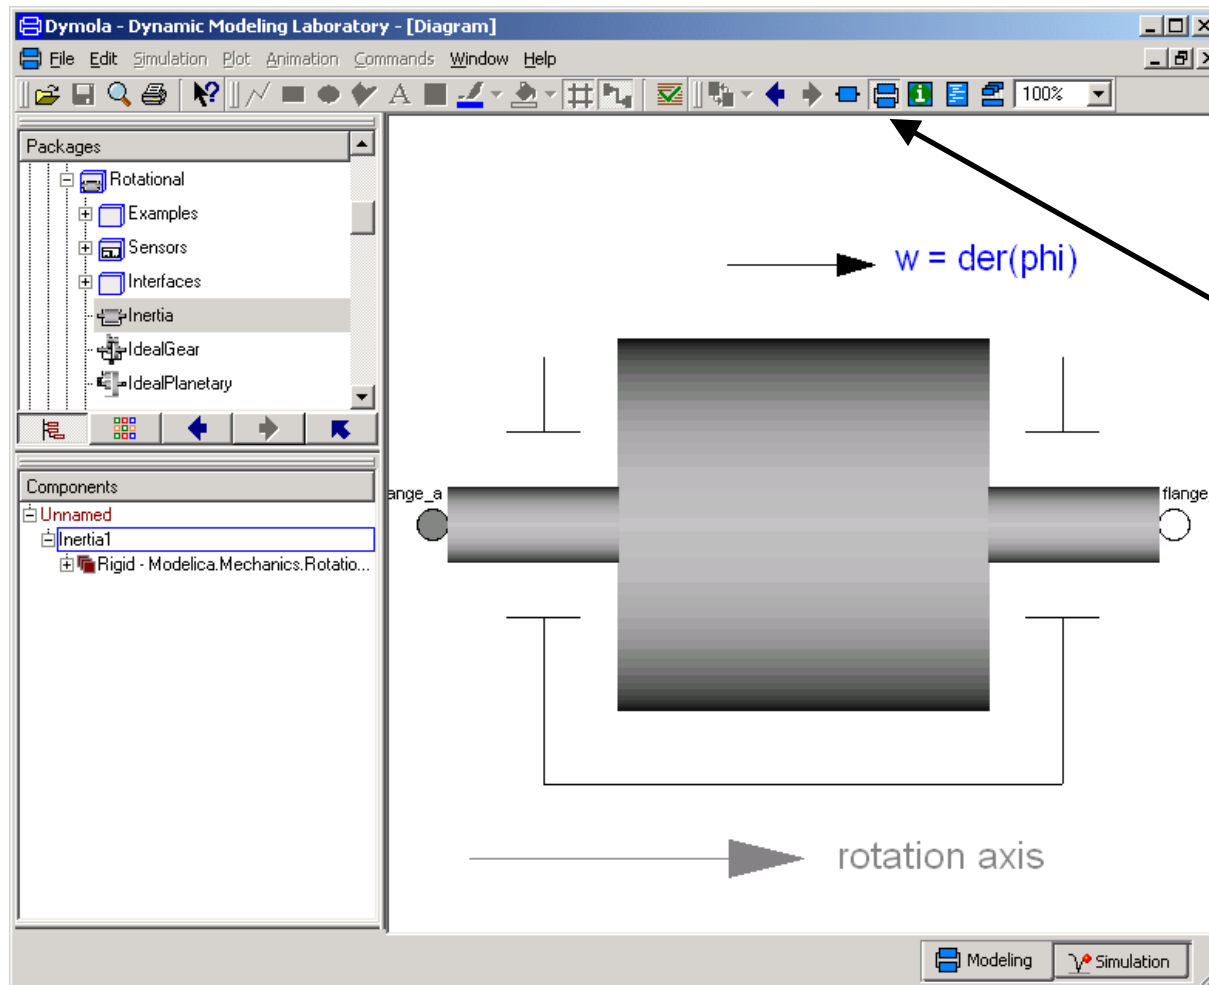 Dymola - Dynamic Modeling Laboratory - [Diagram]
File Edit Simulation Plot Animation Commands Window Help
100%
Packages
Rotational
Examples
Sensors
Interfaces
Inertia
IdealGear
IdealPlanetary
Components
Unnamed
Inertia1
Rigid - Modelica.Mechanics.Rotatio...
w = der(phi)
ange_a
flange
rotation axis
Modeling
Simulation